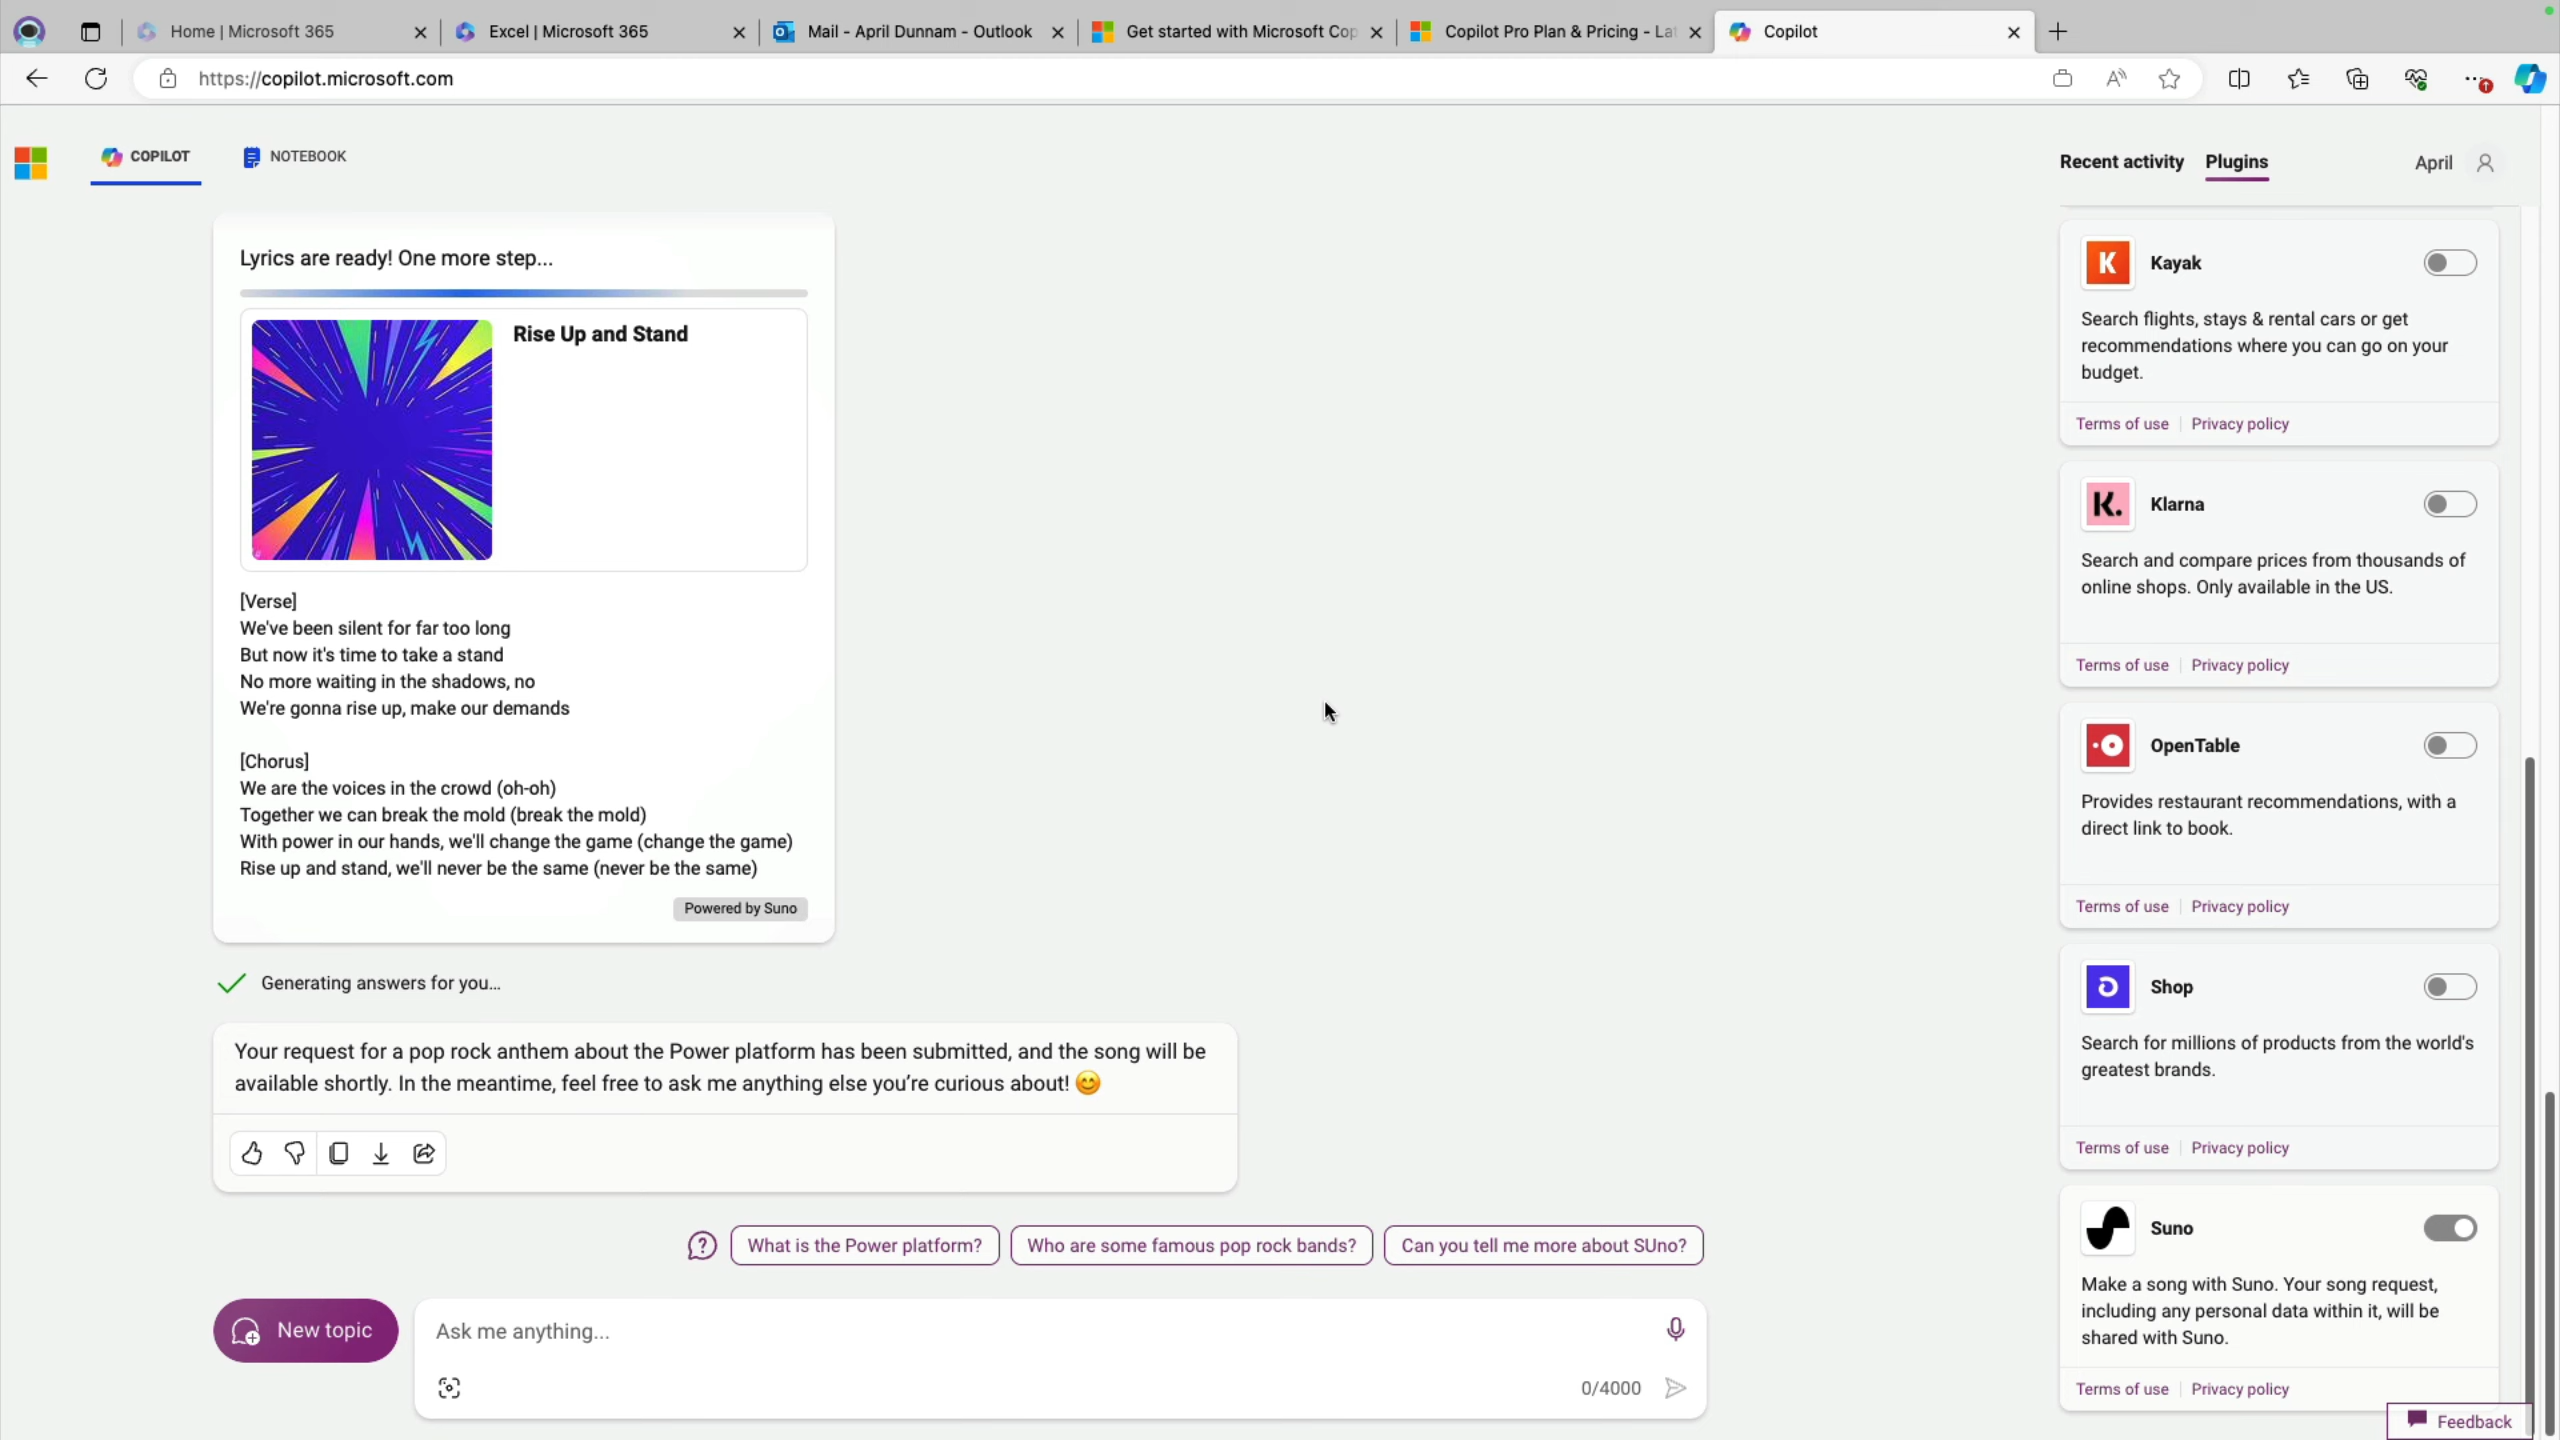 Home | Microsoft 365
Excel | Microsoft 365
Mail - April Dunnam - Outlook
Get started with Microsoft Cop
Copilot Pro Plan & Pricing - Lat
Copilot
https://copilot.microsoft.com
COPILOT
NOTEBOOK
Recent activity
Plugins
April
Lyrics are ready! One more step...
Rise Up and Stand
[Verse]
We've been silent for far too long
But now it's time to take a stand
No more waiting in the shadows, no
We're gonna rise up, make our demands
[Chorus]
We are the voices in the crowd (oh-oh)
Together we can break the mold (break the mold)
With power in our hands, we'll change the game (change the game)
Rise up and stand, we'll never be the same (never be the same)
Powered by Suno
Generating answers for you...
Your request for a pop rock anthem about the Power platform has been submitted, and the song will be
available shortly. In the meantime, feel free to ask me anything else you're curious about! 😊
What is the Power platform?
Who are some famous pop rock bands?
Can you tell me more about SUno?
New topic
Ask me anything...
0/4000
K
Kayak
Search flights, stays & rental cars or get
recommendations where you can go on your
budget.
Terms of use | Privacy policy
K.
Klarna
Search and compare prices from thousands of
online shops. Only available in the US.
Terms of use | Privacy policy
OpenTable
Provides restaurant recommendations, with a
direct link to book.
Terms of use | Privacy policy
Shop
Search for millions of products from the world's
greatest brands.
Terms of use | Privacy policy
Suno
Make a song with Suno. Your song request,
including any personal data within it, will be
shared with Suno.
Terms of use | Privacy policy
Feedback